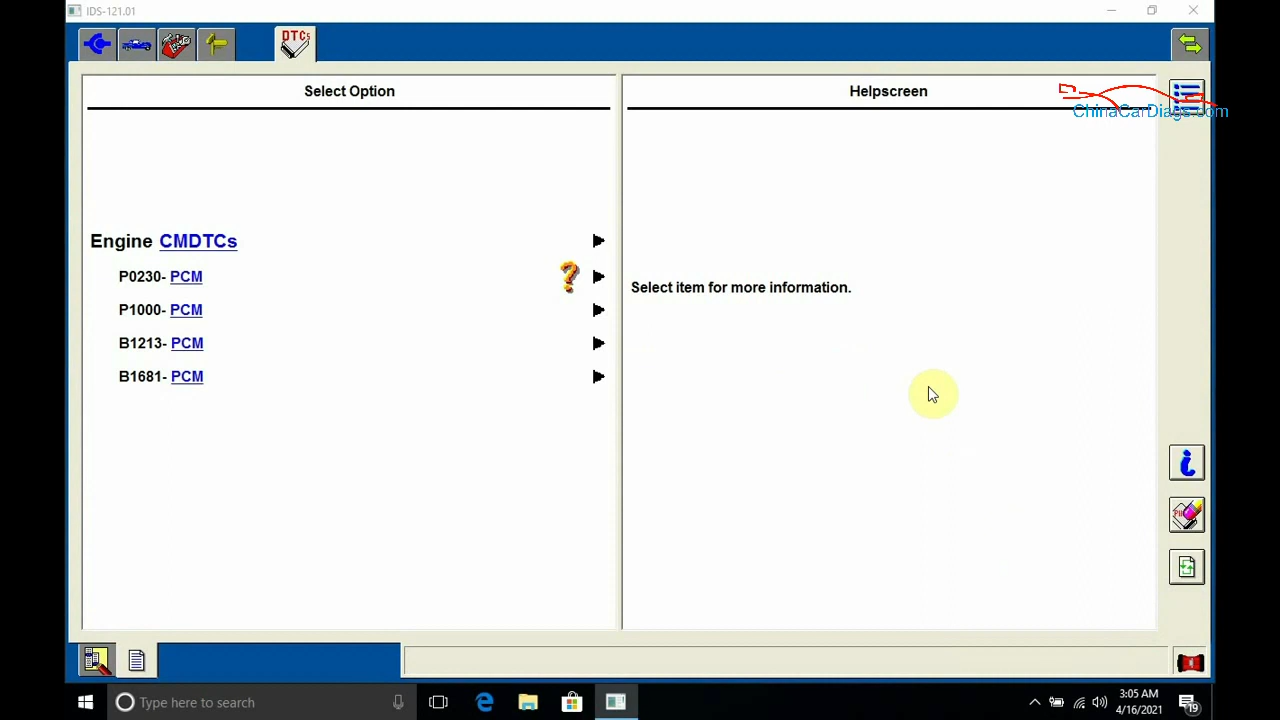 IDS-121.01
DTCs
Select Option
Helpscreen
ChinaCarDiags.com
Engine CMDTCs
P0230- PCM
?
P1000- PCM
Select item for more information.
B1213- PCM
B1681- PCM
i
Type here to search
3:05 AM
4/16/2021
19